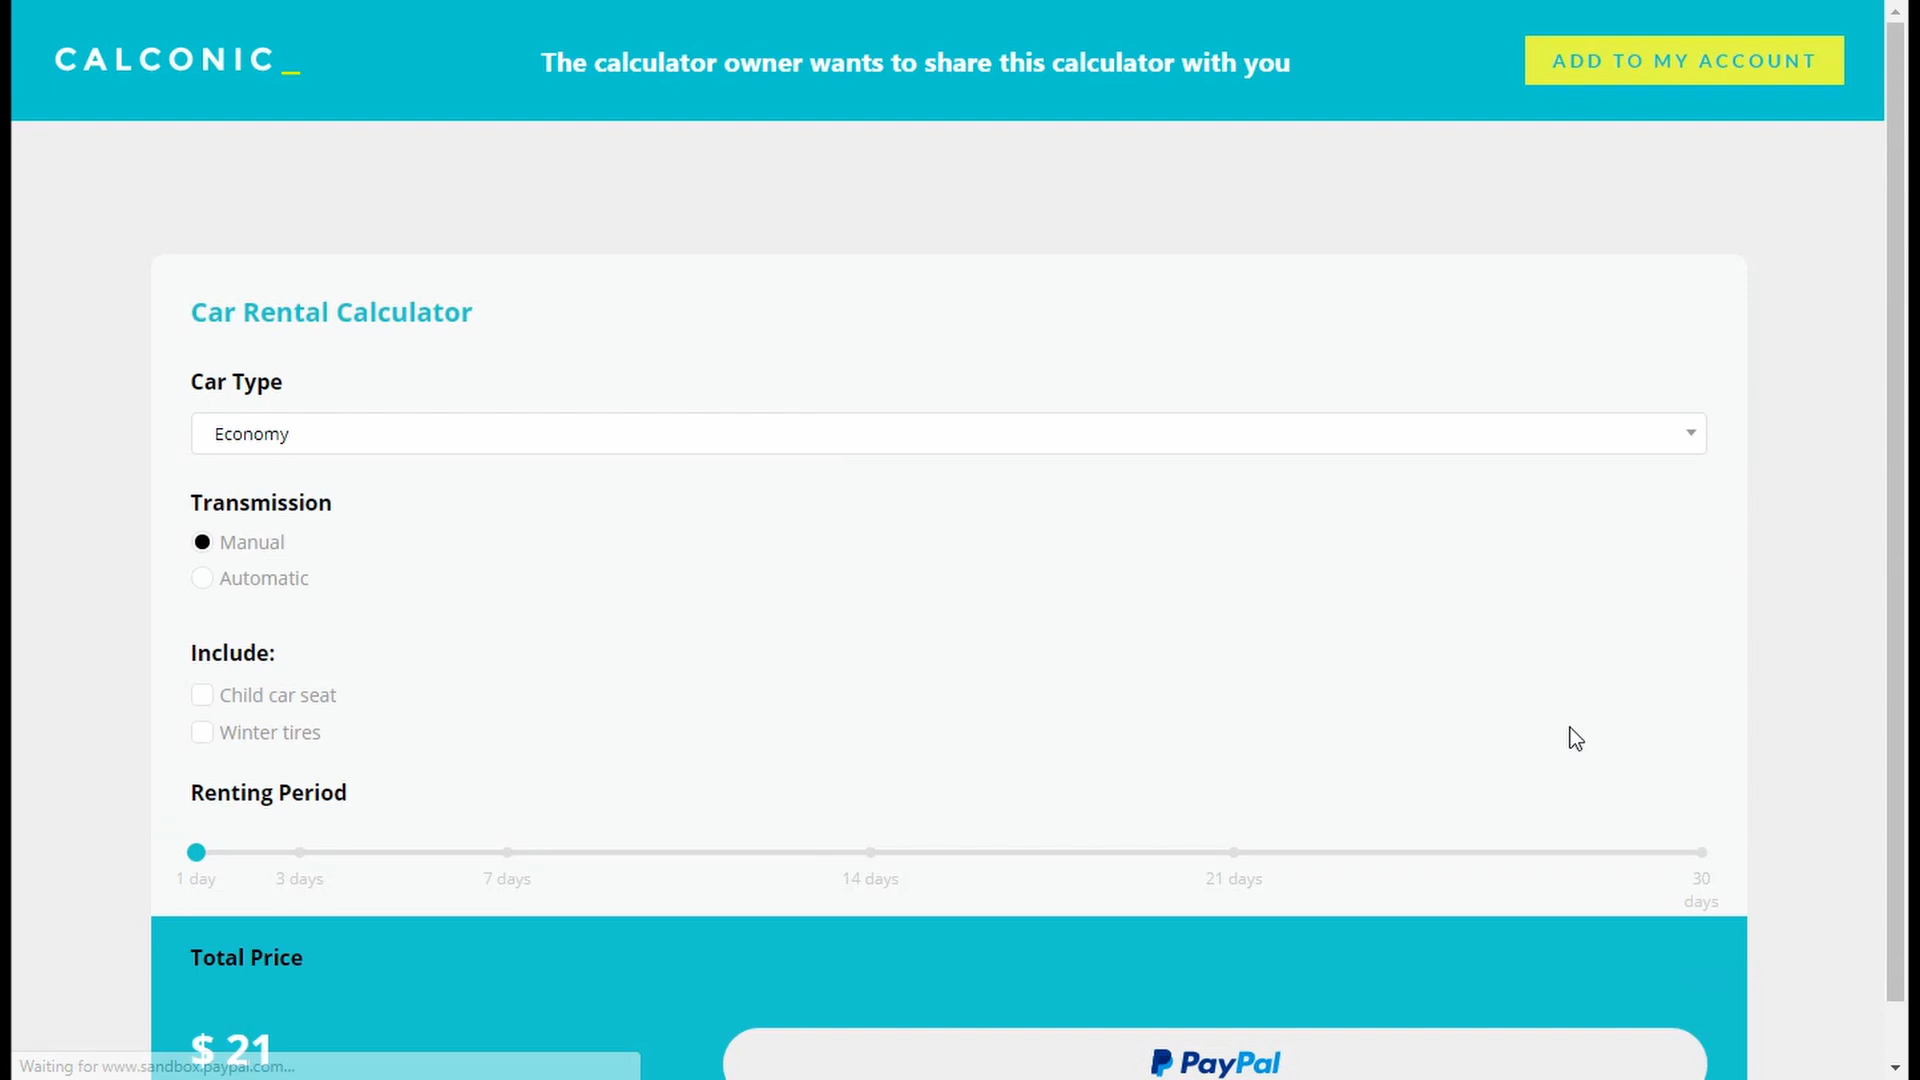 CALCONIC_
The calculator owner wants to share this calculator with you
ADD TO MY ACCOUNT
Car Rental Calculator
Car Type
Economy
Transmission
Manual
Automatic
Include:
Child car seat
Winter tires
Renting Period
1 day 3 days 7 days 14 days 21 days 30
days
Total Price
$ 21
PayPal
Waiting for www.sandbox.paypal.com...